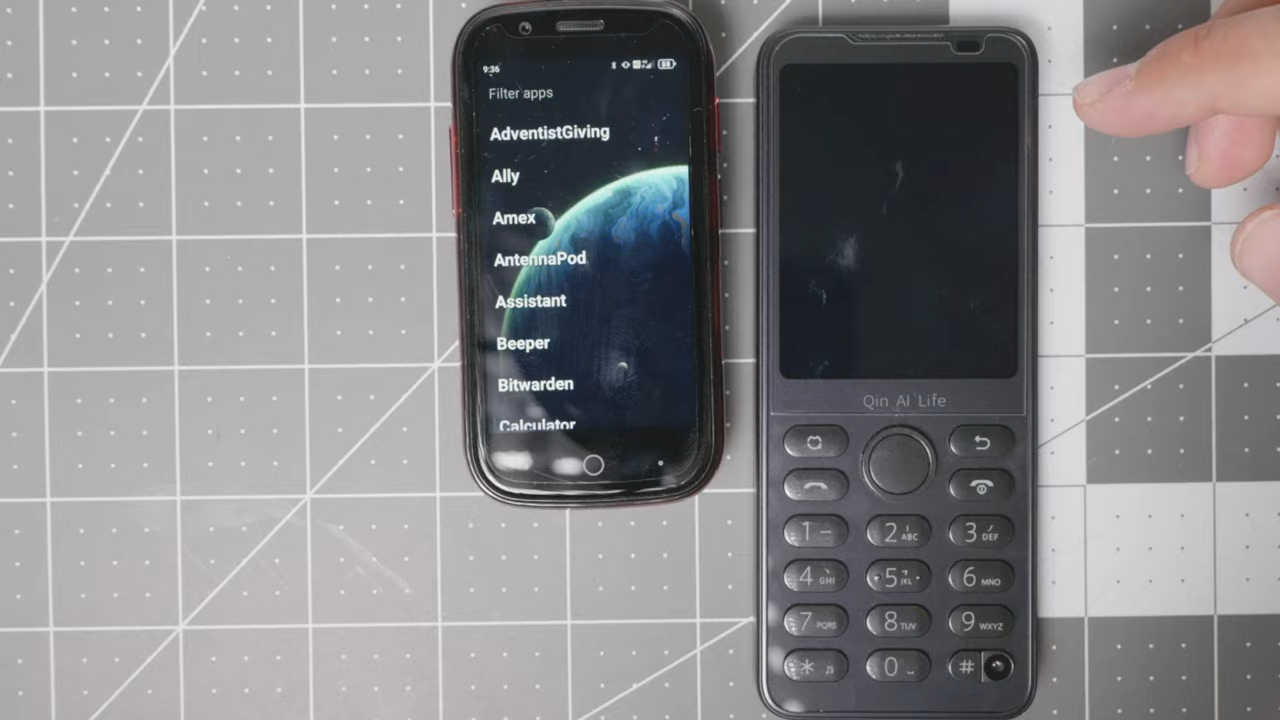 9:36
Filter apps
AdventistGiving
Ally
Amex
AntennaPod
Assistant
Beeper
Bitwarden
Calculator
Qin AI Life
1
2 ABC
3 DEF
4 GHI
5 JKL
6 MNO
7 PQRS
8 TUV
9 WXYZ
*
0
#